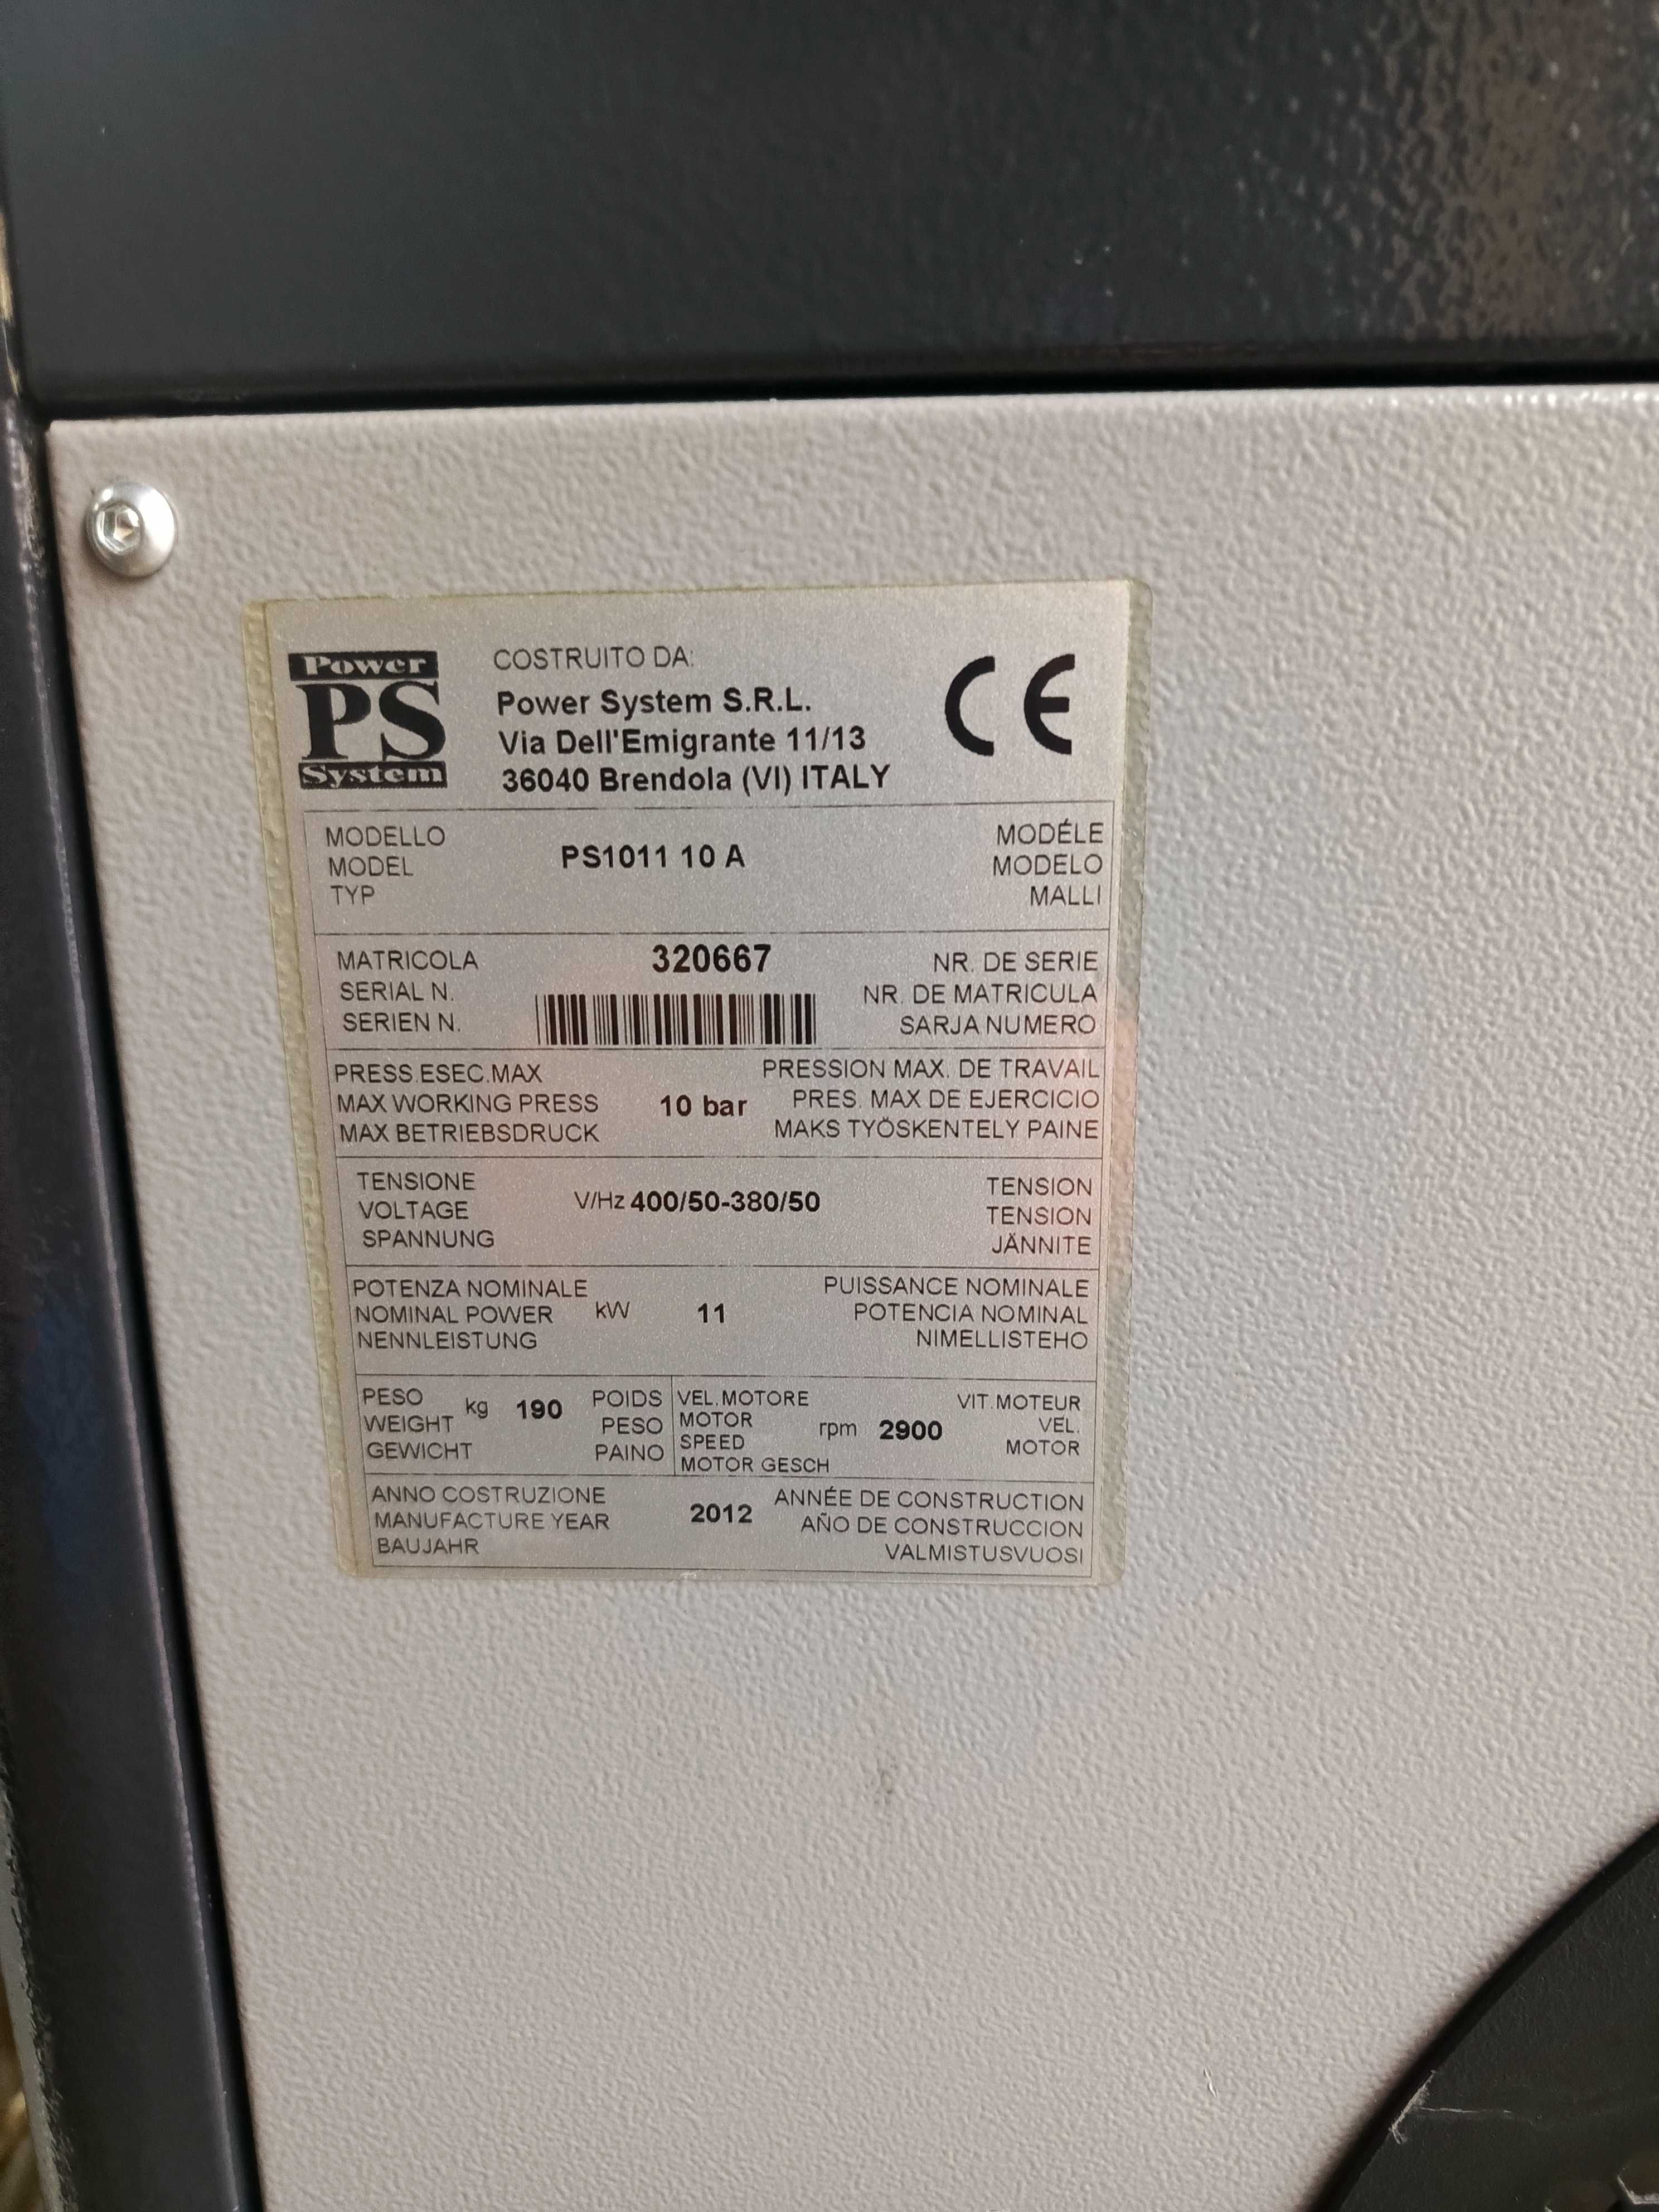 Power
PS
System
COSTRUITO DA:
Power System S.R.L.
Via Dell'Emigrante 11/13
36040 Brendola (VI) ITALY
CE
MODELLO
MODEL
TYP
PS1011 10 A
MODÉLE
MODELO
MALLI
MATRICOLA
SERIAL N.
SERIEN N.
320667
NR. DE SERIE
NR. DE MATRICULA
SARJA NUMERO
PRESS.ESEC.MAX
MAX WORKING PRESS
MAX BETRIEBSDRUCK
10 bar
PRESSION MAX. DE TRAVAIL
PRES. MAX DE EJERCICIO
MAKS TYÖSKENTELY PAINE
TENSIONE
VOLTAGE
SPANNUNG
V/Hz 400/50-380/50
TENSION
TENSION
JÄNNITE
POTENZA NOMINALE
NOMINAL POWER
NENNLEISTUNG
kW 11
PUISSANCE NOMINALE
POTENCIA NOMINAL
NIMELLISTEHO
PESO
WEIGHT
GEWICHT
kg 190
POIDS
PESO
PAINO
VEL.MOTORE
MOTOR
SPEED
MOTOR GESCH
rpm 2900
VIT.MOTEUR
VEL.
MOTOR
ANNO COSTRUZIONE
MANUFACTURE YEAR
BAUJAHR
2012
ANNÉE DE CONSTRUCTION
AÑO DE CONSTRUCCION
VALMISTUSVUOSI